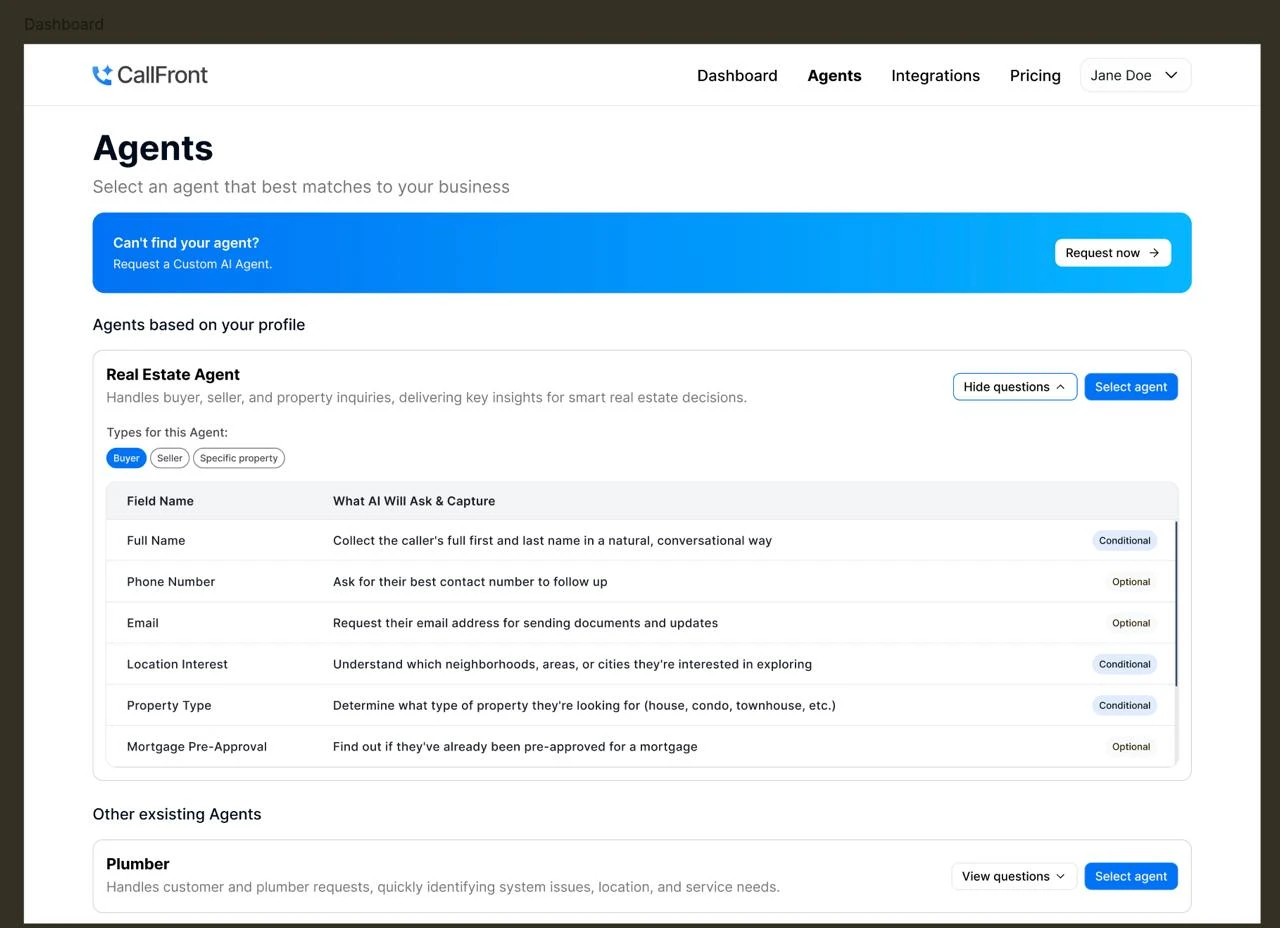 Dashboard
CallFront
Dashboard Agents Integrations Pricing Jane Doe
Agents
Select an agent that best matches to your business
Can't find your agent?
Request a Custom AI Agent.
Request now →
Agents based on your profile
Real Estate Agent
Handles buyer, seller, and property inquiries, delivering key insights for smart real estate decisions.
Hide questions
Select agent
Types for this Agent:
Buyer Seller Specific property
Field Name What AI Will Ask & Capture
Full Name Collect the caller's full first and last name in a natural, conversational way Conditional
Phone Number Ask for their best contact number to follow up Optional
Email Request their email address for sending documents and updates Optional
Location Interest Understand which neighborhoods, areas, or cities they're interested in exploring Conditional
Property Type Determine what type of property they're looking for (house, condo, townhouse, etc.) Conditional
Mortgage Pre-Approval Find out if they've already been pre-approved for a mortgage Optional
Other exsisting Agents
Plumber
Handles customer and plumber requests, quickly identifying system issues, location, and service needs.
View questions
Select agent